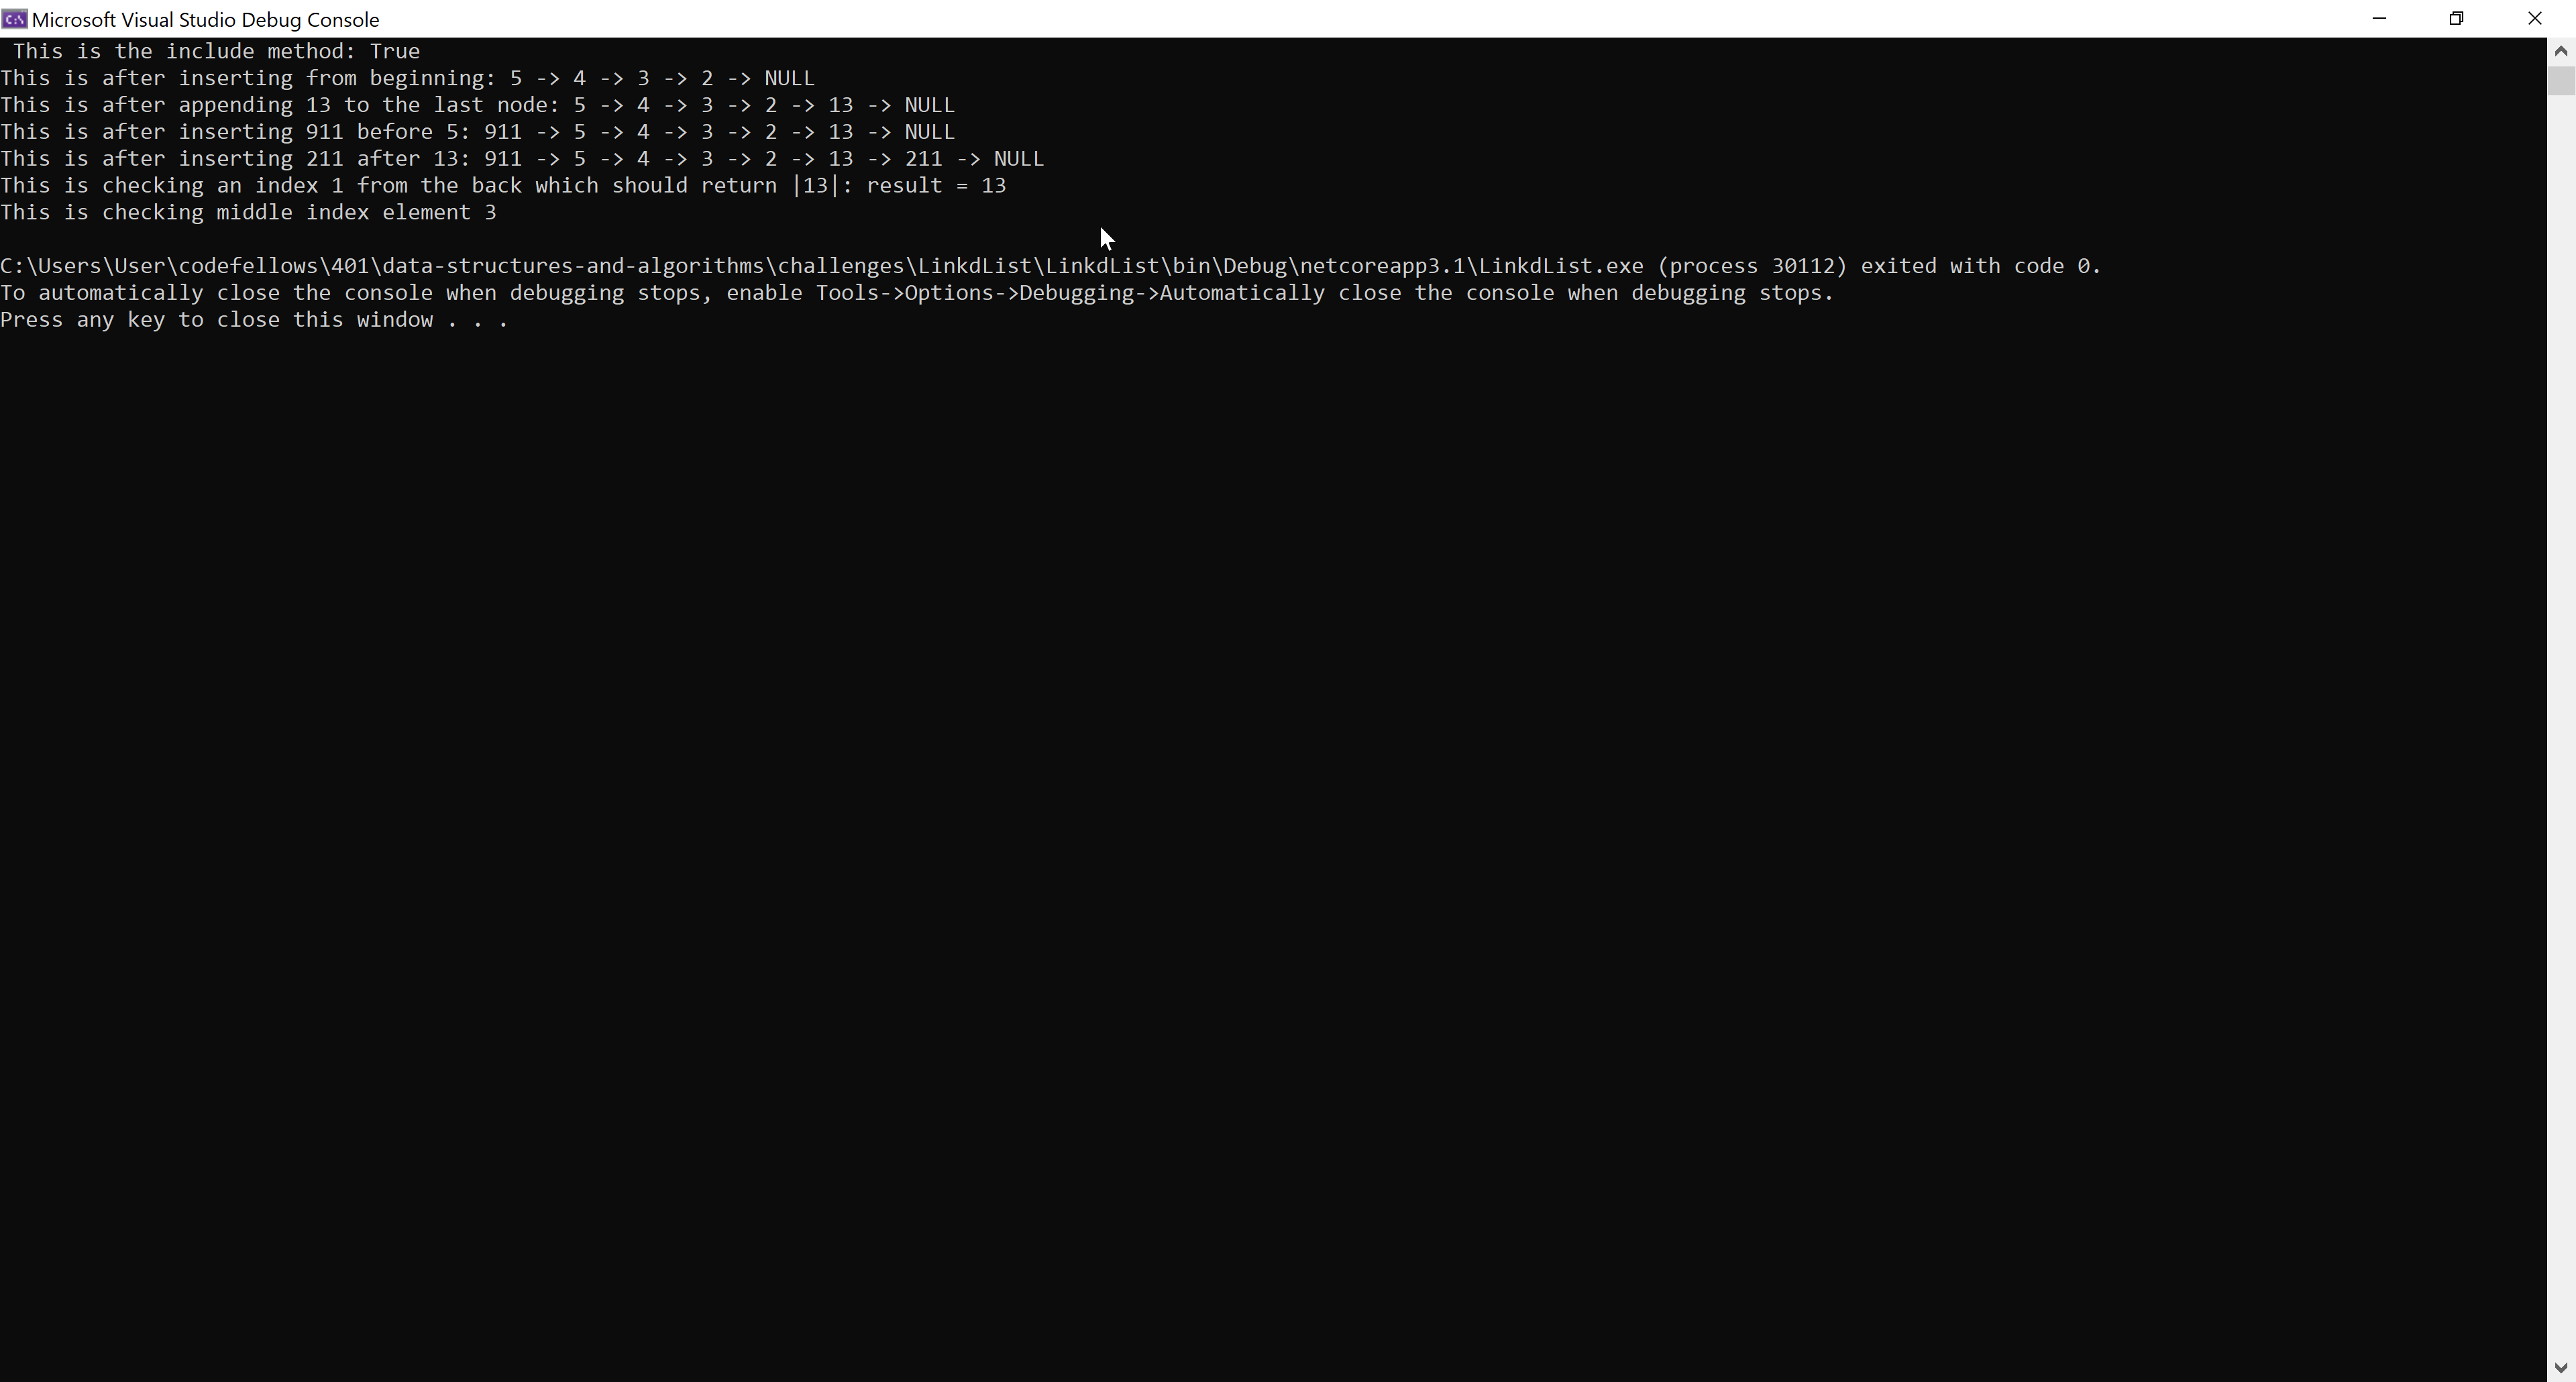 Microsoft Visual Studio Debug Console
This is the include method: True
This is after inserting from beginning: 5 -> 4 -> 3 -> 2 -> NULL
This is after appending 13 to the last node: 5 -> 4 -> 3 -> 2 -> 13 -> NULL
This is after inserting 911 before 5: 911 -> 5 -> 4 -> 3 -> 2 -> 13 -> NULL
This is after inserting 211 after 13: 911 -> 5 -> 4 -> 3 -> 2 -> 13 -> 211 -> NULL
This is checking an index 1 from the back which should return |13|: result = 13
This is checking middle index element 3
C:\Users\User\codefellows\401\data-structures-and-algorithms\challenges\LinkdList\LinkdList\bin\Debug\netcoreapp3.1\LinkdList.exe (process 30112) exited with code 0.
To automatically close the console when debugging stops, enable Tools->Options->Debugging->Automatically close the console when debugging stops.
Press any key to close this window . . .